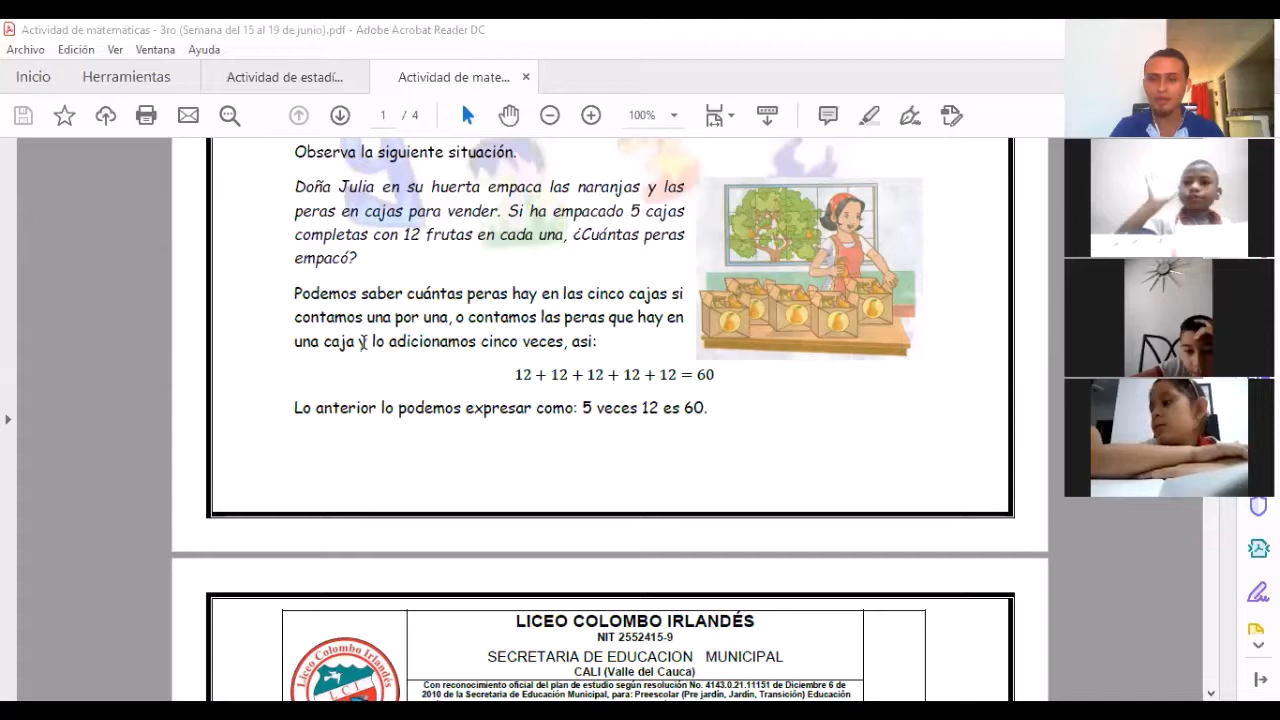 Actividad de matemáticas - 3ro (Semana del 15 al 19 de junio).pdf - Adobe Acrobat Reader DC
Archivo Edición Ver Ventana Ayuda
Inicio Herramientas Actividad de estadí... Actividad de mate... ×
1 / 4 100%
Observa la siguiente situación.
Doña Julia en su huerta empaca las naranjas y las
peras en cajas para vender. Si ha empacado 5 cajas
completas con 12 frutas en cada una, ¿Cuántas peras
empacó?
Podemos saber cuántas peras hay en las cinco cajas si
contamos una por una, o contamos las peras que hay en
una caja y lo adicionamos cinco veces, asi:
12 + 12 + 12 + 12 + 12 = 60
Lo anterior lo podemos expresar como: 5 veces 12 es 60.
LICEO COLOMBO IRLANDÉS
NIT 2552415-9
SECRETARIA DE EDUCACION MUNICIPAL
CALI (Valle del Cauca)
Con reconocimiento oficial del plan de estudio según resolución No. 4143.0.21.11151 de Diciembre 6 de
2010 de la Secretaria de Educación Municipal, para: Preescolar (Pre jardín, Jardín, Transición) Educación
Liceo Colombo Irlandés